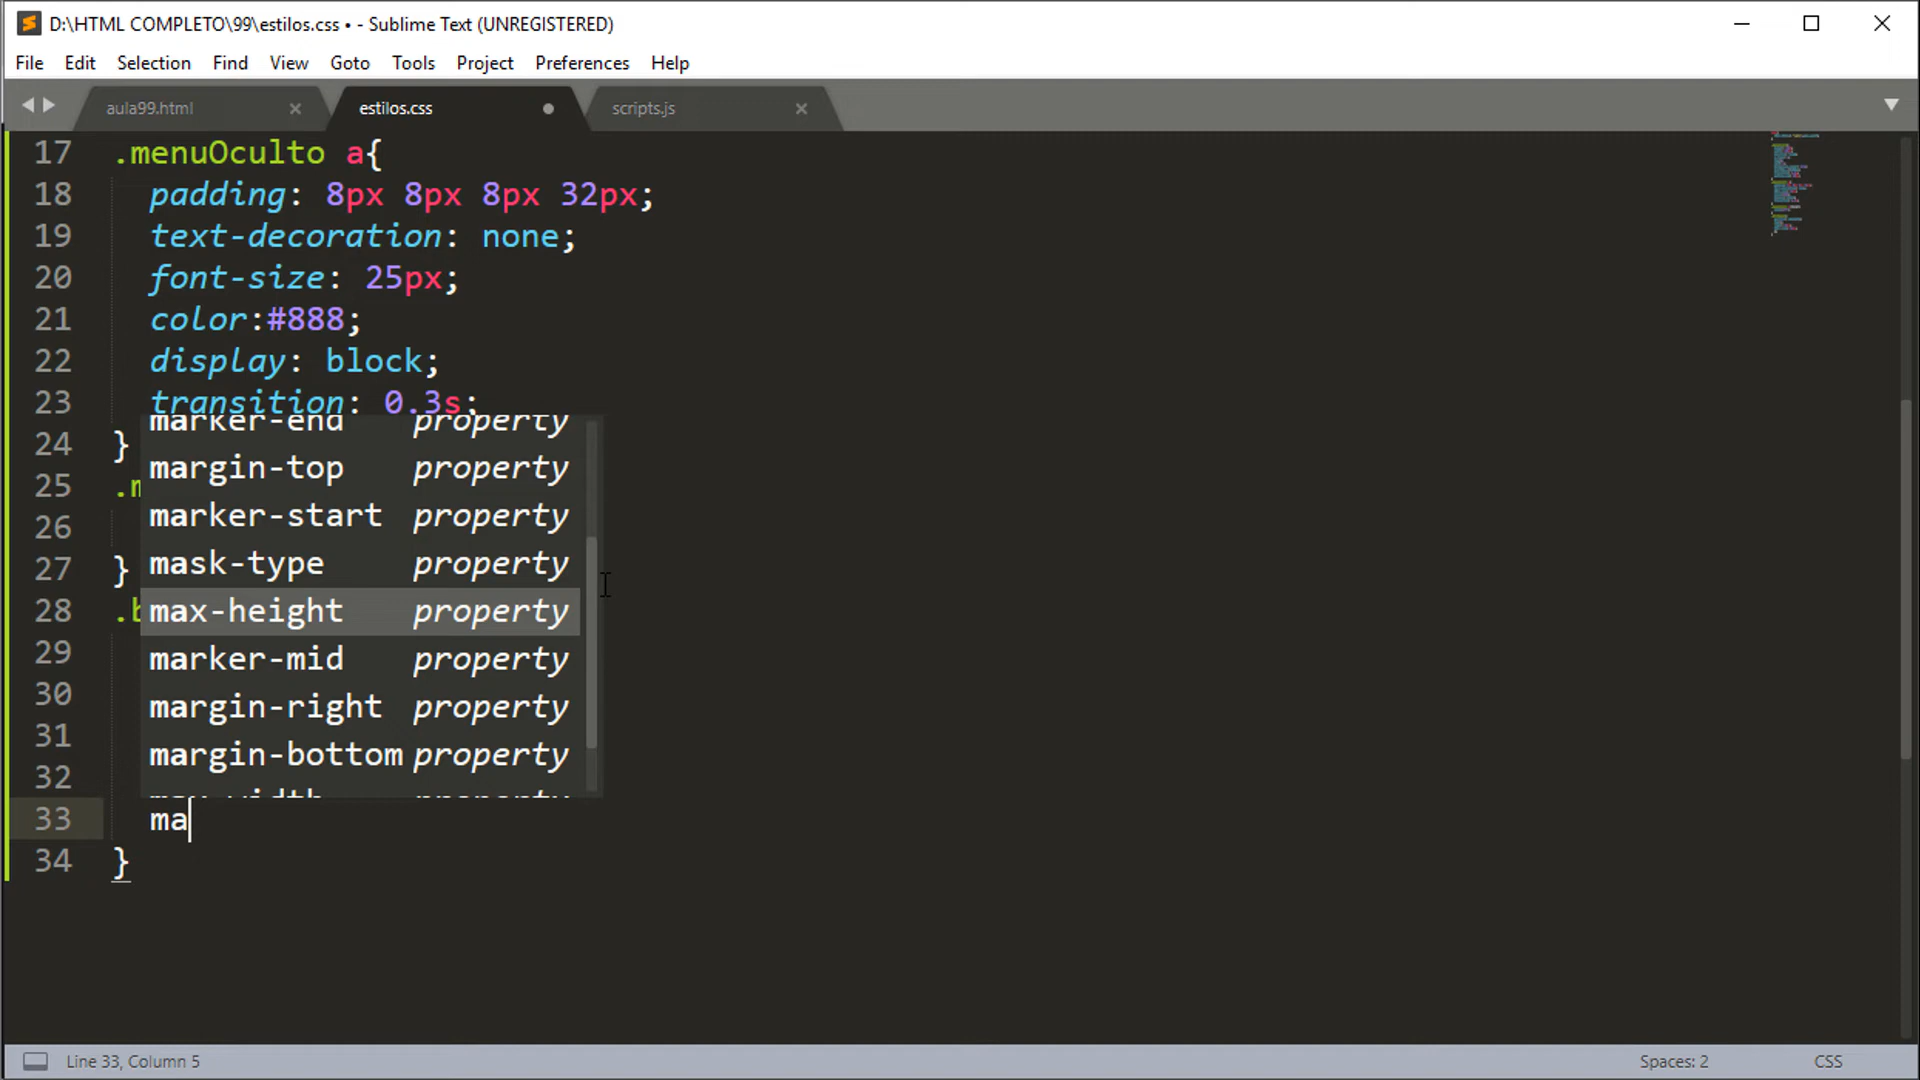 D:\HTML COMPLETO\99\estilos.css • - Sublime Text (UNREGISTERED)
File Edit Selection Find View Goto Tools Project Preferences Help
aula99.html estilos.css scripts.js
17 .menuOculto a{
18 padding: 8px 8px 8px 32px;
19 text-decoration: none;
20 font-size: 25px;
21 color:#888;
22 display: block;
23 transition: 0.3s;
marker-end property
24 }
margin-top property
25 .m
marker-start property
26
mask-type property
27 }
max-height property
28 .b
marker-mid property
29
30
margin-right property
31
margin-bottom property
32
max-width property
33 ma
34 }
Line 33, Column 5 Spaces: 2 CSS